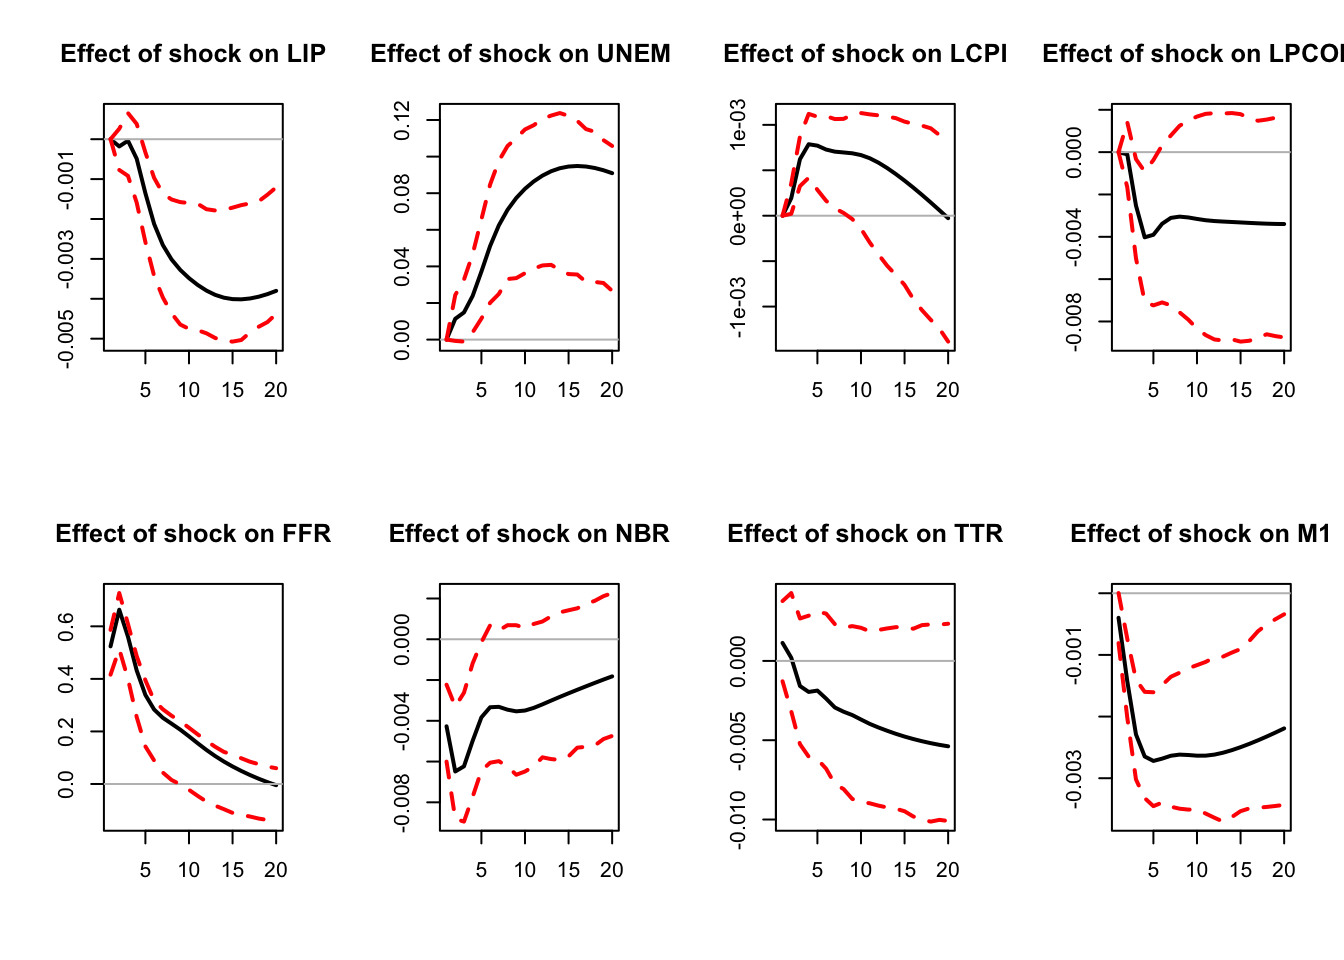 Effect of shock on LIP
-0.005 -0.003 -0.001
5 10 15 20
Effect of shock on UNEM
0.00 0.04 0.08 0.12
5 10 15 20
Effect of shock on LCPI
-1e-03 0e+00 1e-03
5 10 15 20
Effect of shock on LPCO
-0.008 -0.004 0.000
5 10 15 20
Effect of shock on FFR
0.0 0.2 0.4 0.6
5 10 15 20
Effect of shock on NBR
-0.008 -0.004 0.000
5 10 15 20
Effect of shock on TTR
-0.010 -0.005 0.000
5 10 15 20
Effect of shock on M1
-0.003 -0.001
5 10 15 20